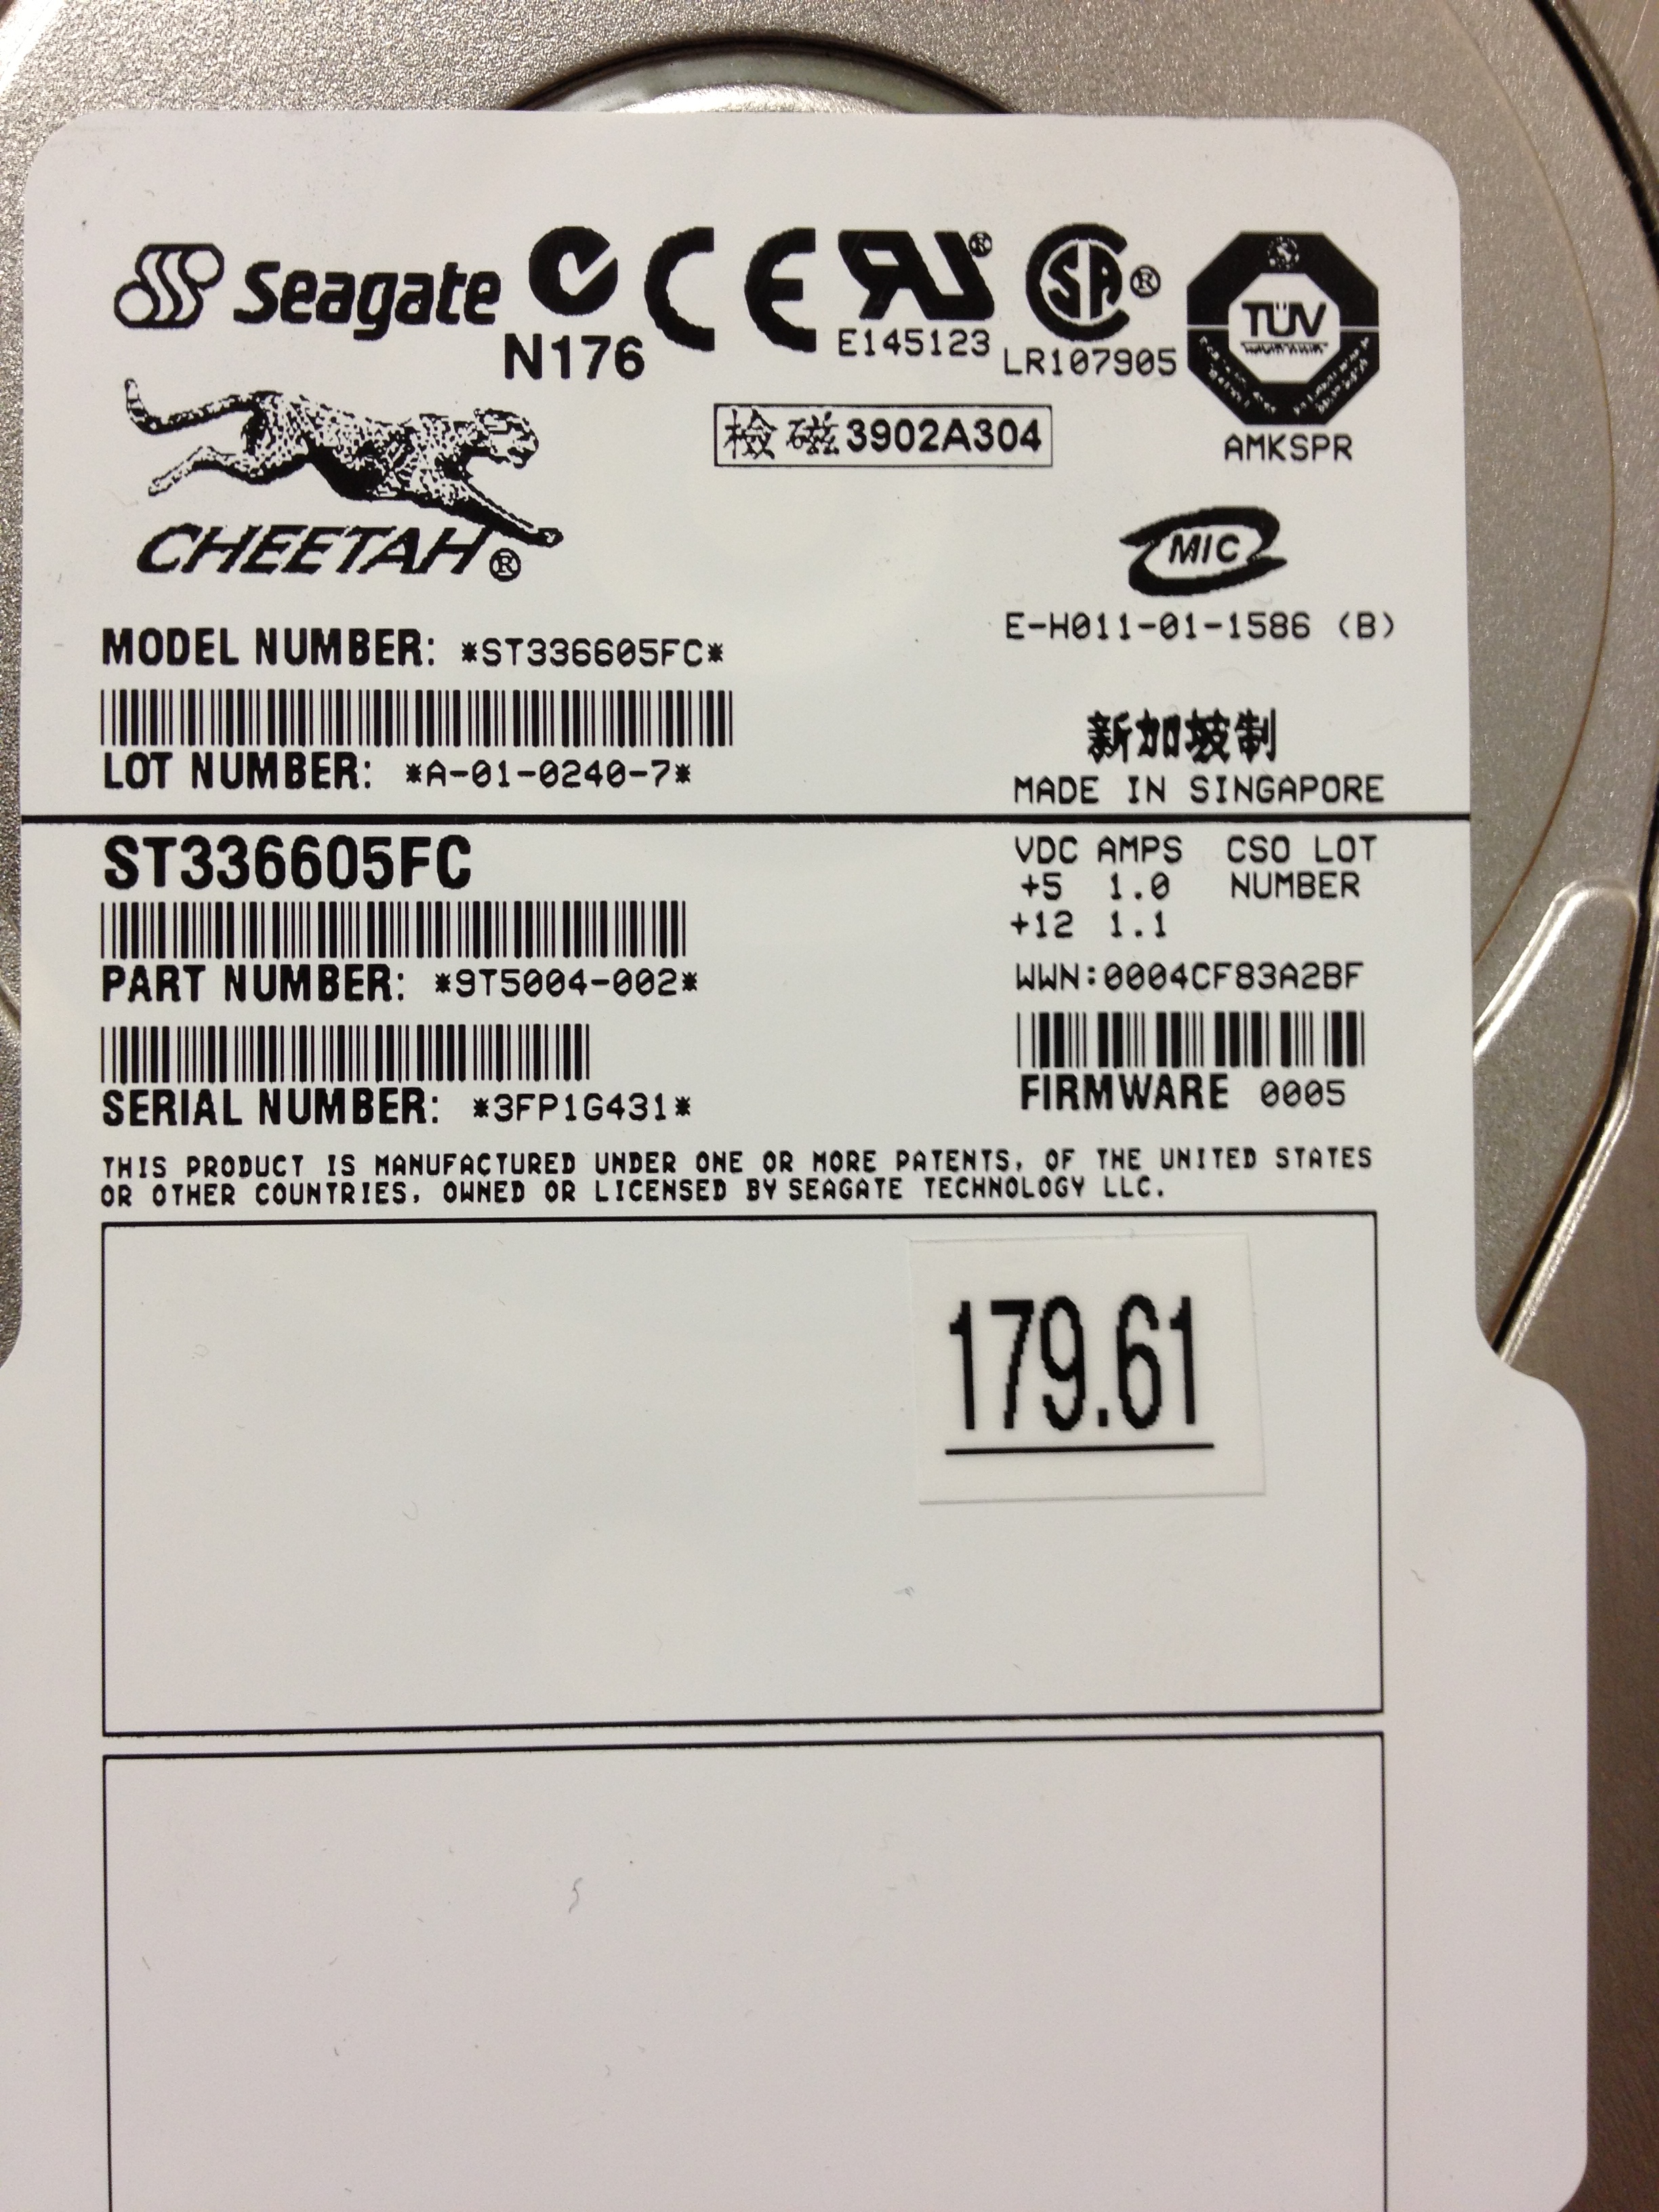 Seagate
N176
CE
E145123
LR107905
TÜV
AMKSPR
檢磁3902A304
CHEETAH®
MIC
E-H011-01-1586 (B)
MODEL NUMBER: *ST336605FC*
LOT NUMBER: *A-01-0240-7*
新加坡制
MADE IN SINGAPORE
ST336605FC
VDC AMPS CSO LOT
+5 1.0 NUMBER
+12 1.1
PART NUMBER: *9T5004-002*
WWN:0004CF83A2BF
SERIAL NUMBER: *3FP1G431*
FIRMWARE 0005
THIS PRODUCT IS MANUFACTURED UNDER ONE OR MORE PATENTS, OF THE UNITED STATES
OR OTHER COUNTRIES, OWNED OR LICENSED BY SEAGATE TECHNOLOGY LLC.
179.61